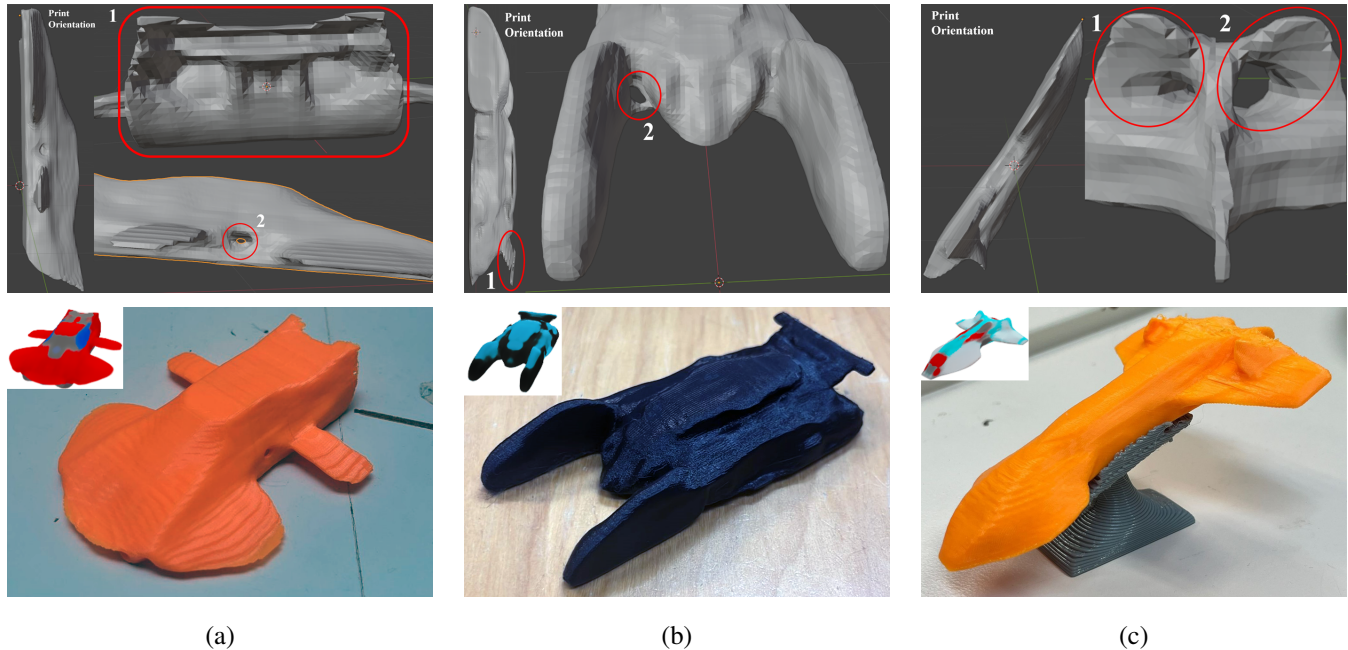 Print
Orientation
1
2
Print
Orientation
1
2
Print
Orientation
1
2
(a)
(b)
(c)